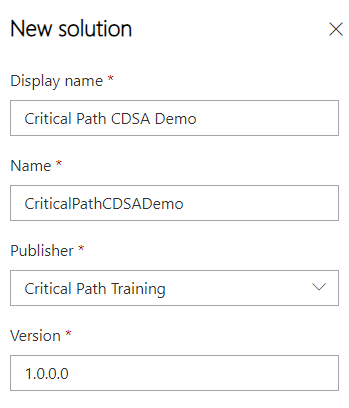 New solution
Display name *
Critical Path CDSA Demo
Name *
CriticalPathCDSADemo
Publisher *
Critical Path Training
Version *
1.0.0.0